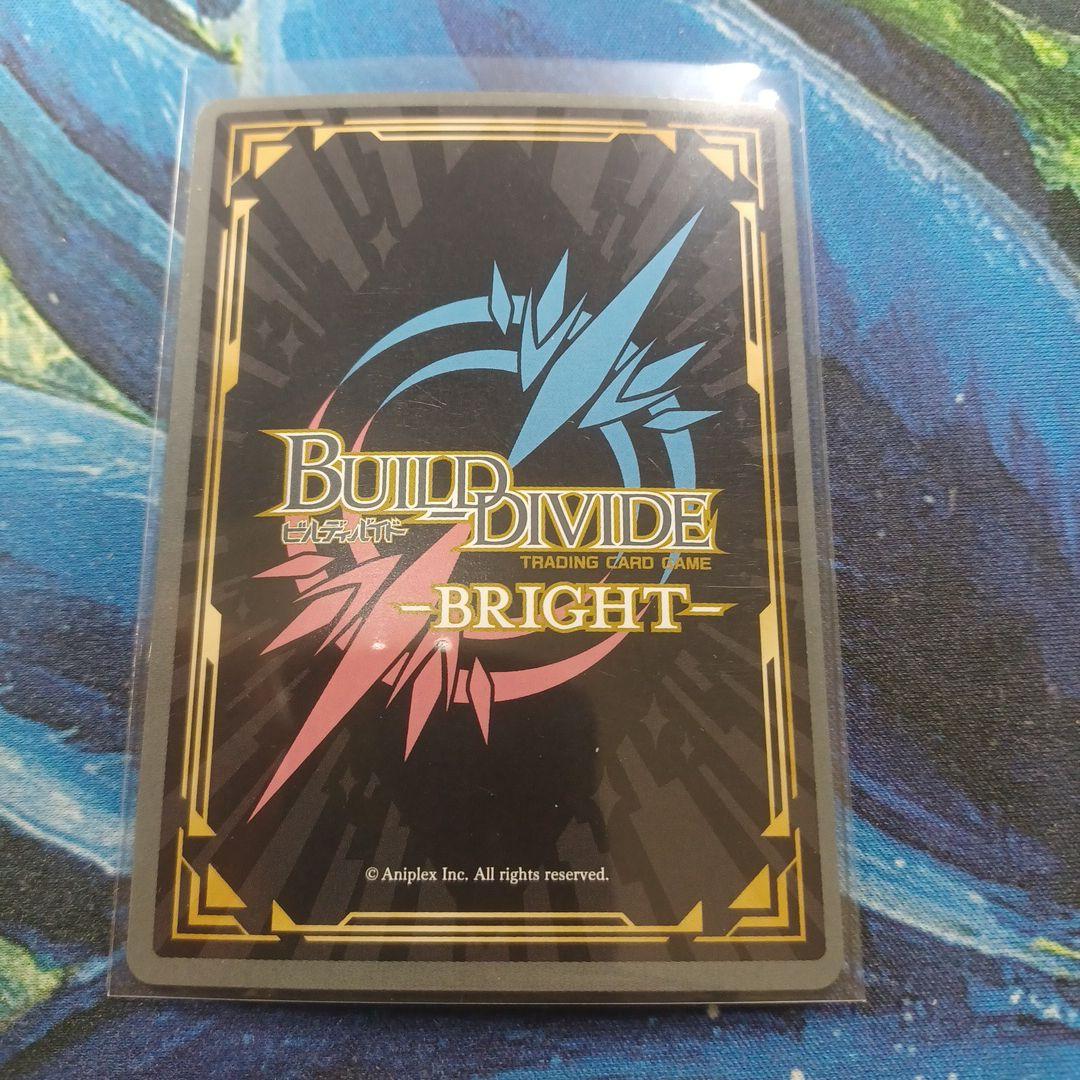 BUILD DIVIDE
ビルディバイド
TRADING CARD GAME
-BRIGHT-
© Aniplex Inc. All rights reserved.